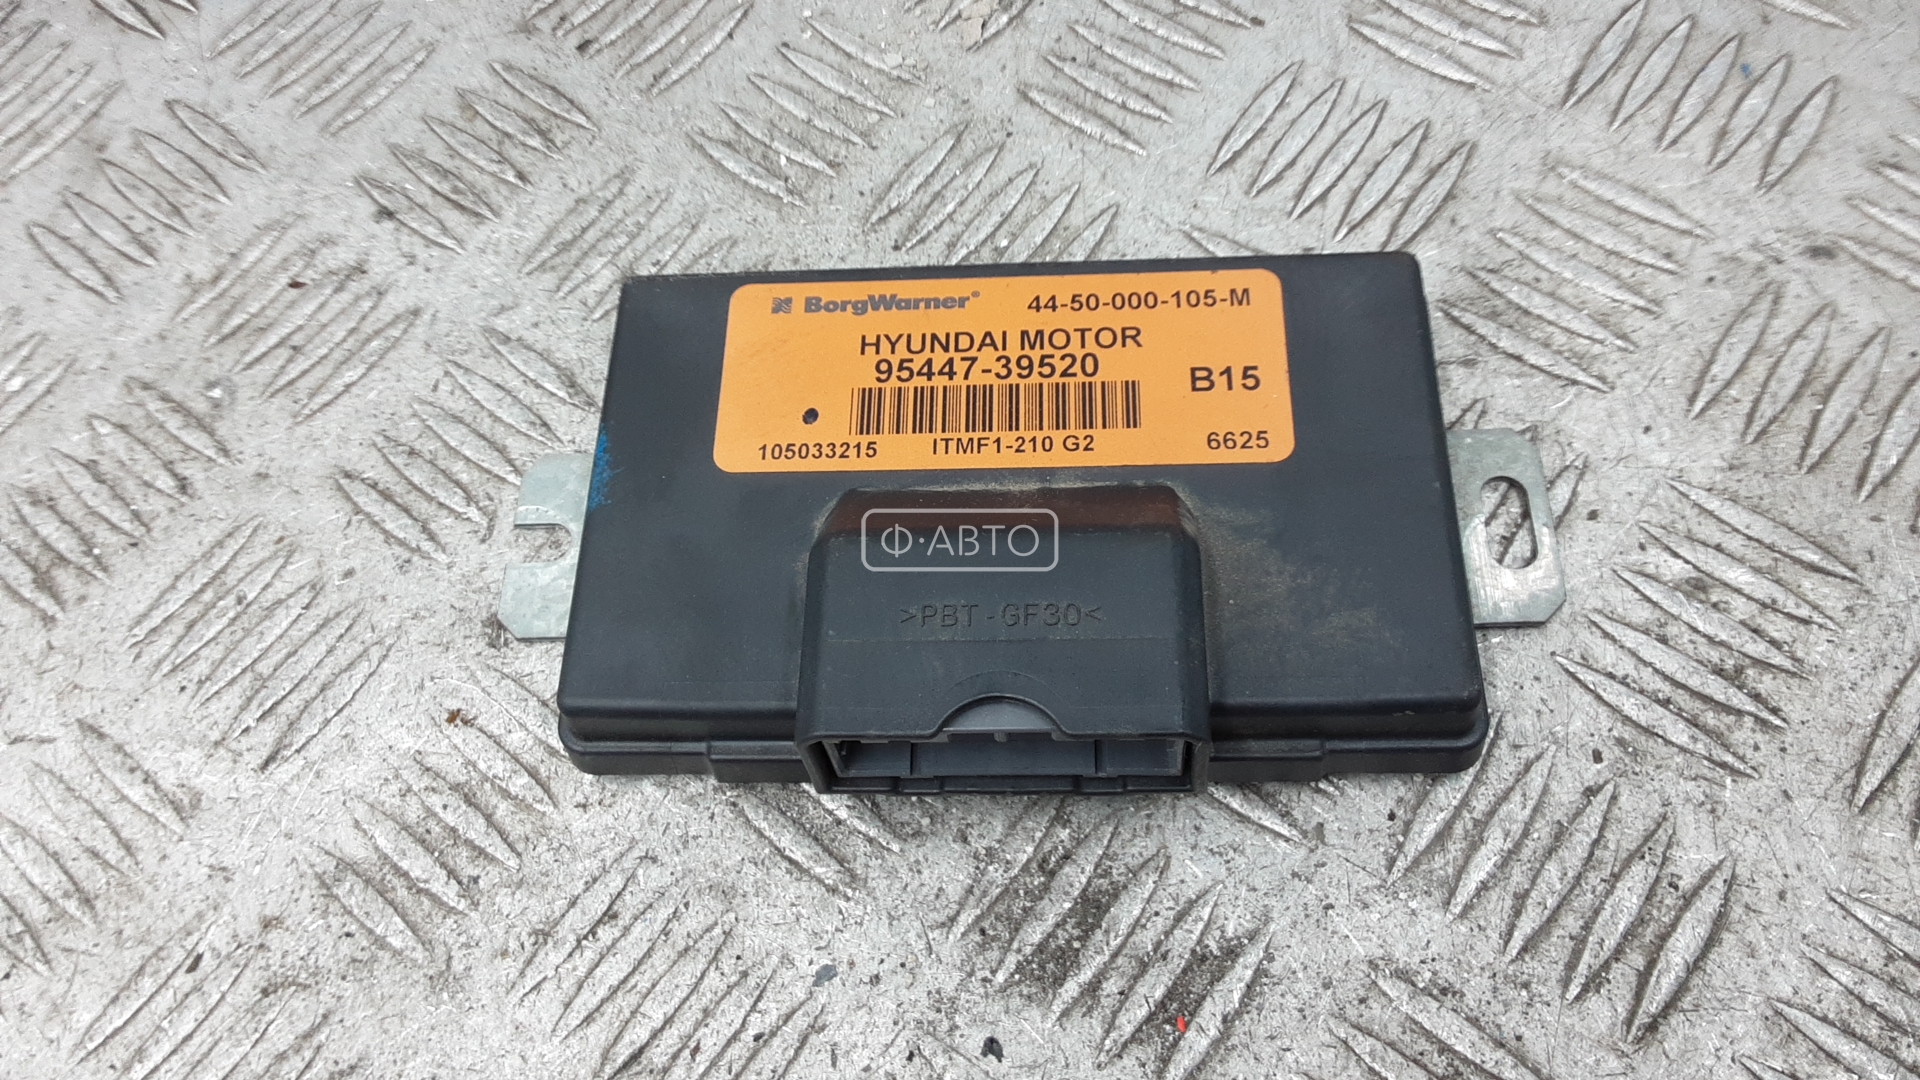 BorgWarner® 44-50-000-105-M
HYUNDAI MOTOR
95447-39520
B15
105033215 ITMF1-210 G2 6625
Ф·АВТО
>PBT-GF30<